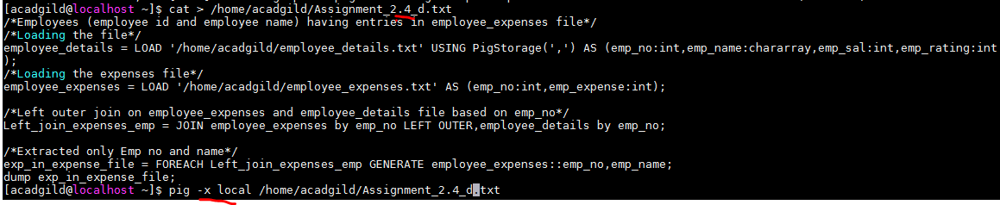 [acadgild@localhost ~]$ cat > /home/acadgild/Assignment_2.4_d.txt
/*Employees (employee id and employee name) having entries in employee_expenses file*/
/*Loading the file*/
employee_details = LOAD '/home/acadgild/employee_details.txt' USING PigStorage(',') AS (emp_no:int,emp_name:chararray,emp_sal:int,emp_rating:int
);
/*Loading the expenses file*/
employee_expenses = LOAD '/home/acadgild/employee_expenses.txt' AS (emp_no:int,emp_expense:int);
/*Left outer join on employee_expenses and employee_details file based on emp_no*/
Left_join_expenses_emp = JOIN employee_expenses by emp_no LEFT OUTER,employee_details by emp_no;
/*Extracted only Emp no and name*/
exp_in_expense_file = FOREACH Left_join_expenses_emp GENERATE employee_expenses::emp_no,emp_name;
dump exp_in_expense_file;
[acadgild@localhost ~]$ pig -x local /home/acadgild/Assignment_2.4_d.txt